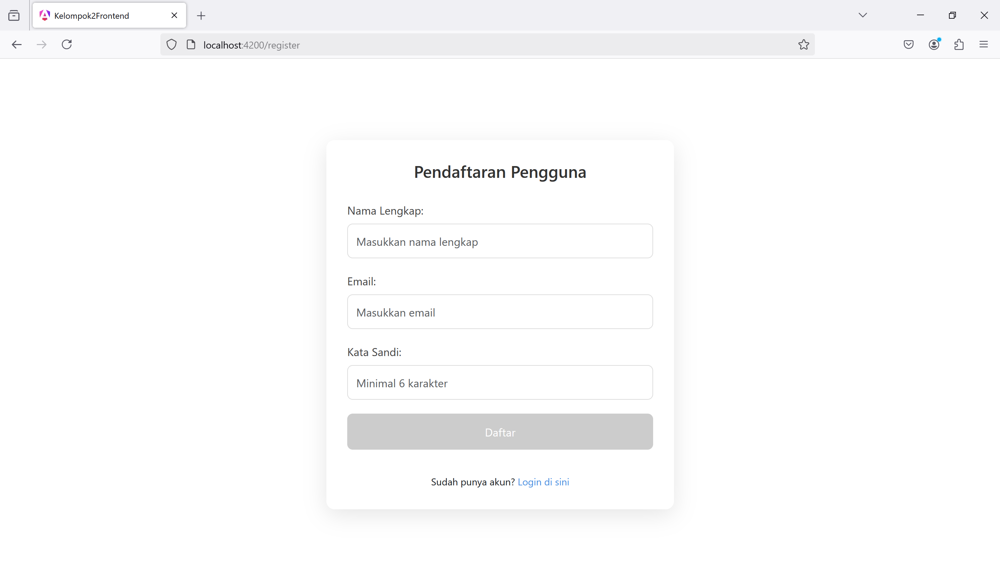 Kelompok2Frontend
localhost:4200/register
Pendaftaran Pengguna
Nama Lengkap:
Masukkan nama lengkap
Email:
Masukkan email
Kata Sandi:
Minimal 6 karakter
Daftar
Sudah punya akun? Login di sini